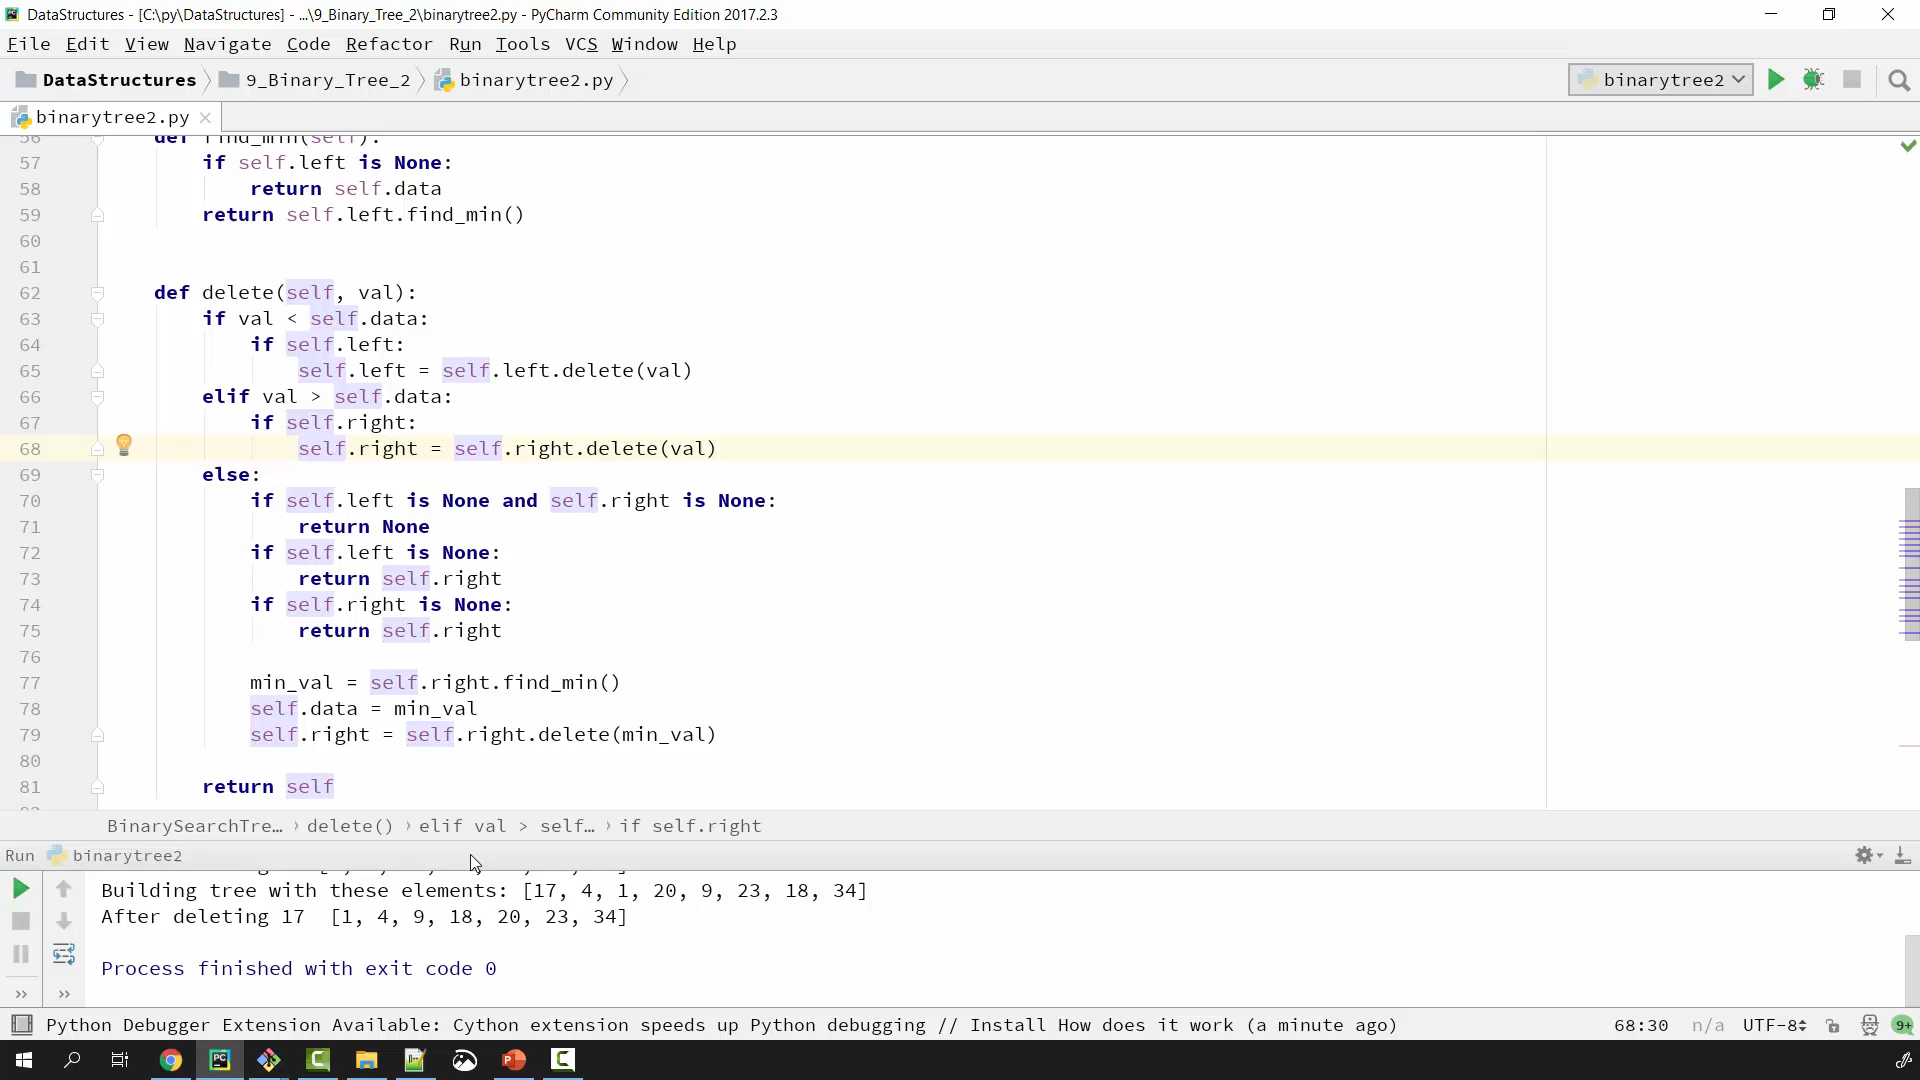 DataStructures - [C:\py\DataStructures] - ...\9_Binary_Tree_2\binarytree2.py - PyCharm Community Edition 2017.2.3
File Edit View Navigate Code Refactor Run Tools VCS Window Help
DataStructures 9_Binary_Tree_2 binarytree2.py binarytree2
binarytree2.py
56 def find_min(self):
57 if self.left is None:
58 return self.data
59 return self.left.find_min()
60
61
62 def delete(self, val):
63 if val < self.data:
64 if self.left:
65 self.left = self.left.delete(val)
66 elif val > self.data:
67 if self.right:
68 self.right = self.right.delete(val)
69 else:
70 if self.left is None and self.right is None:
71 return None
72 if self.left is None:
73 return self.right
74 if self.right is None:
75 return self.right
76
77 min_val = self.right.find_min()
78 self.data = min_val
79 self.right = self.right.delete(min_val)
80
81 return self
BinarySearchTre… › delete() › elif val > self… › if self.right
Run binarytree2
Building tree with these elements: [17, 4, 1, 20, 9, 23, 18, 34]
After deleting 17 [1, 4, 9, 18, 20, 23, 34]
Process finished with exit code 0
Python Debugger Extension Available: Cython extension speeds up Python debugging // Install How does it work (a minute ago) 68:30 n/a UTF-8 9+